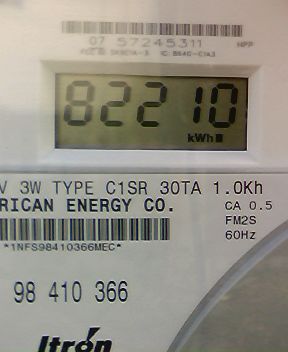 07 57245311
82210
kWh
V 3W TYPE C1SR 30TA 1.0Kh
RICAN ENERGY CO.
CA 0.5
FM2S
60Hz
*1NFS98410366MEC*
98 410 366
Itron